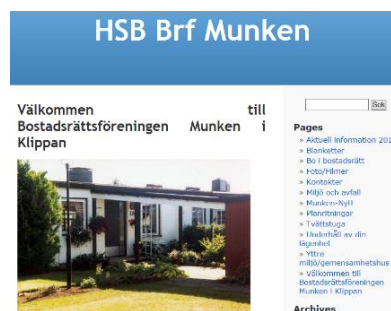 HSB Brf Munken
Välkommen till
Bostadsrättsföreningen Munken i
Klippan
Sök
Pages
» Aktuell Information 201
» Blanketter
» Bo i bostadsrätt
» Foto/Filmer
» Kontakter
» Miljö och avfall
» Munken-Nytt
» Planritningar
» Tvättstuga
» Underhåll av din
lägenhet
» Yttre
miljö/gemensamhetshus
» Välkommen till
Bostadsrättsföreningen
Munken i Klippan
Archives